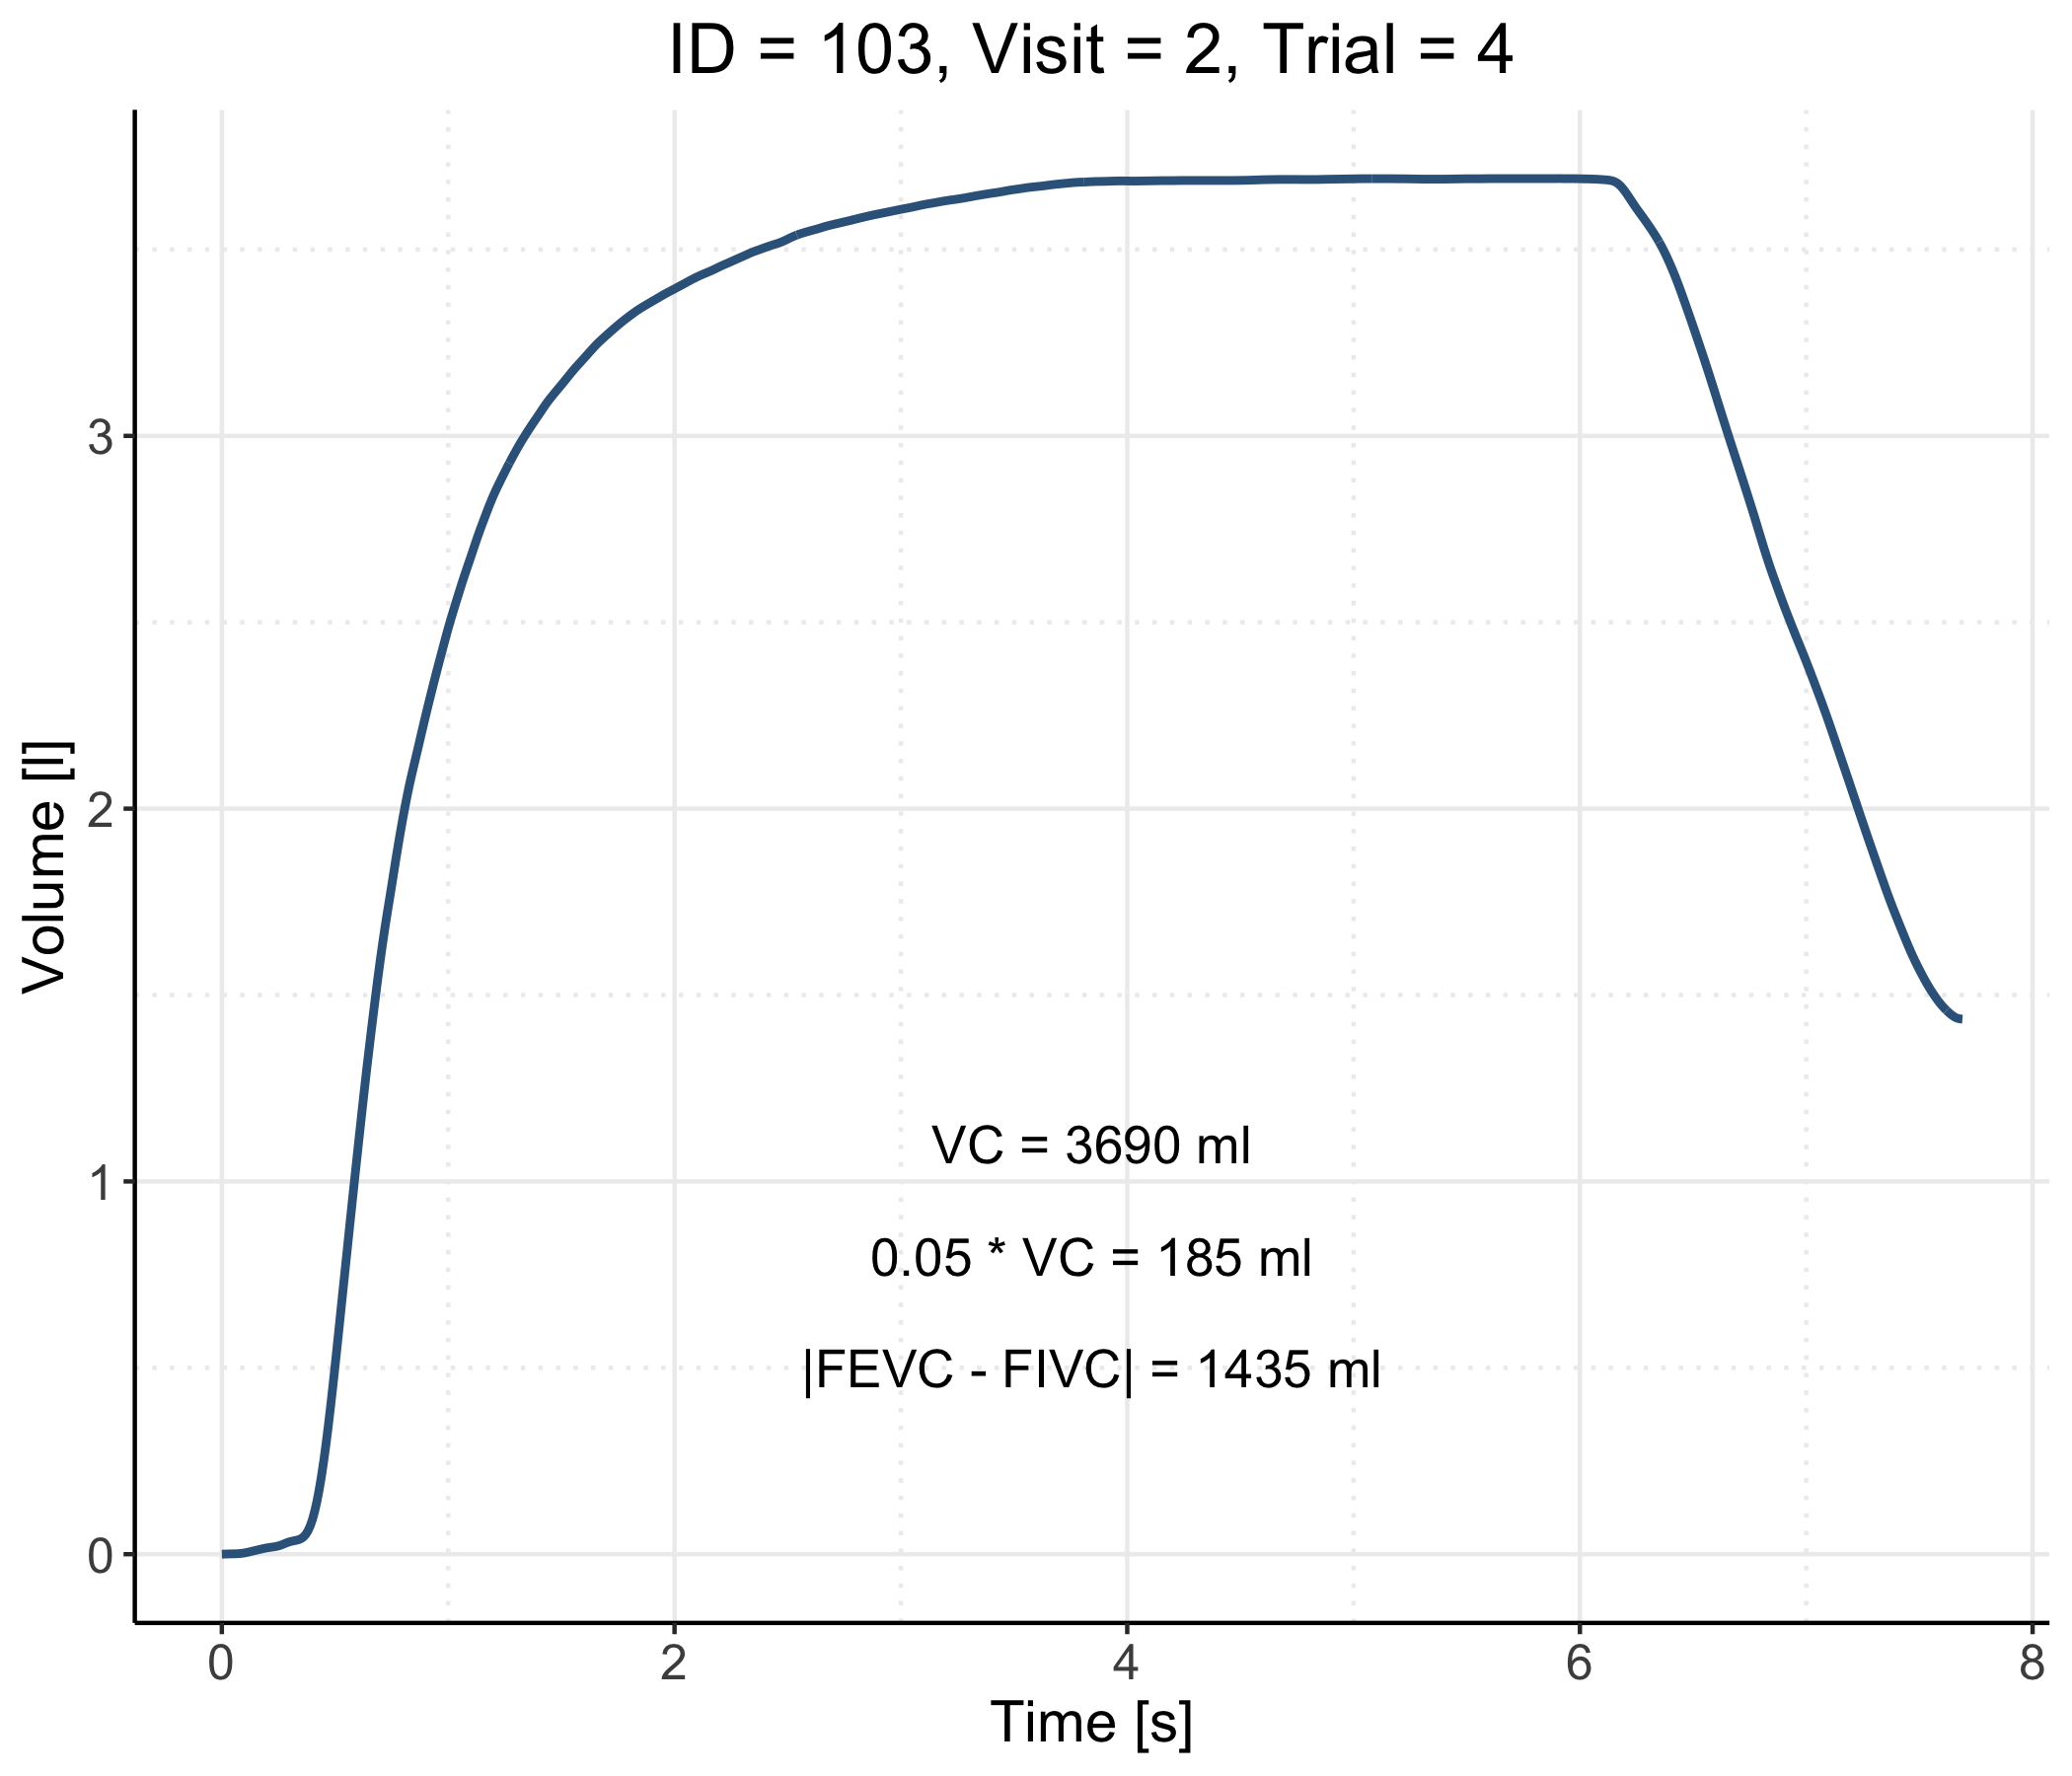 ID = 103, Visit = 2, Trial = 4
Volume [l]
3
2
1
0
VC = 3690 ml
0.05 * VC = 185 ml
|FEVC - FIVC| = 1435 ml
0 2 4 6 8
Time [s]